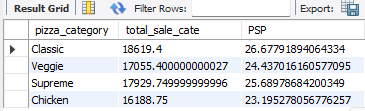 Result Grid Filter Rows: Export:
pizza_category total_sale_cate PSP
Classic 18619.4 26.67791894064334
Veggie 17055.400000000027 24.437016160577095
Supreme 17929.749999999996 25.68978684200349
Chicken 16188.75 23.195278056776257